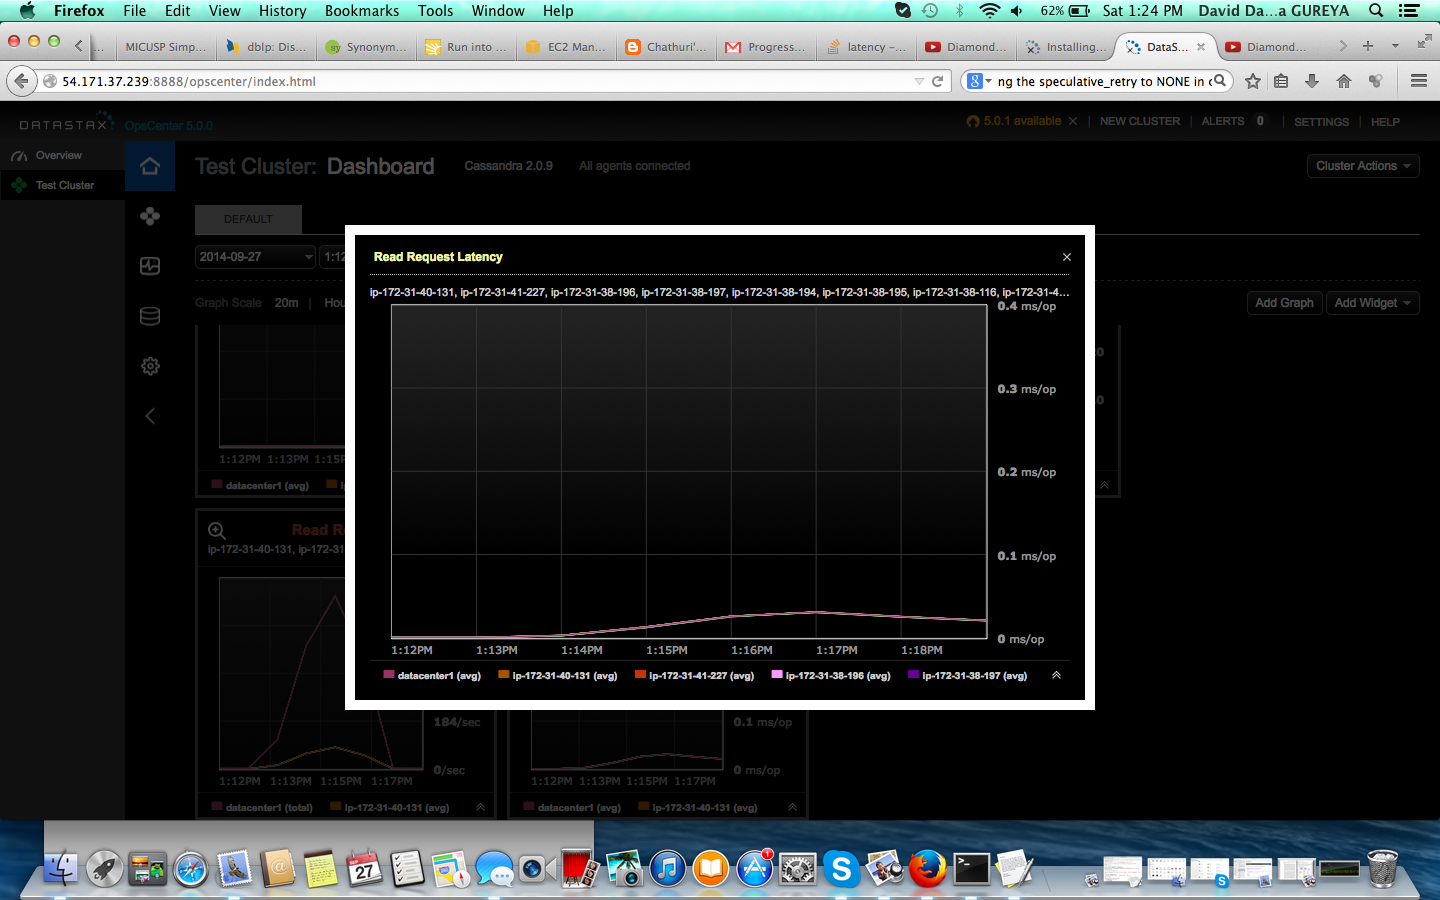 Firefox File Edit View History Bookmarks Tools Window Help 62% Sat 1:24 PM David Da...a GUREYA
... MICUSP Simp... dblp: Dis... Synonym... Run into ... EC2 Man... Chathuri'... Progress... latency –... Diamond... Installing... DataS... Diamond...
54.171.37.239:8888/opscenter/index.html ng the speculative_retry to NONE in c
DATASTAX OpsCenter 5.0.0 5.0.1 available NEW CLUSTER ALERTS 0 SETTINGS HELP
Overview
Test Cluster
Test Cluster: Dashboard Cassandra 2.0.9 All agents connected Cluster Actions
DEFAULT
2014-09-27 1:12
Graph Scale 20m Hou Add Graph Add Widget
Read Request Latency
ip-172-31-40-131, ip-172-31-41-227, ip-172-31-38-196, ip-172-31-38-197, ip-172-31-38-194, ip-172-31-38-195, ip-172-31-38-116, ip-172-31-4...
0.4 ms/op
0.3 ms/op
0.2 ms/op
0.1 ms/op
0 ms/op
1:12PM 1:13PM 1:14PM 1:15PM 1:16PM 1:17PM 1:18PM
datacenter1 (avg) ip-172-31-40-131 (avg) ip-172-31-41-227 (avg) ip-172-31-38-196 (avg) ip-172-31-38-197 (avg)
1:12PM 1:13PM 1:15P
datacenter1 (avg)
Read R
ip-172-31-40-131, ip-172-31
184/sec
0/sec
1:12PM 1:13PM 1:15PM 1:17PM
datacenter1 (total) ip-172-31-40-131 (avg)
0.1 ms/op
0 ms/op
1:12PM 1:13PM 1:15PM 1:17PM
datacenter1 (avg) ip-172-31-40-131 (avg)
SEP
27
1